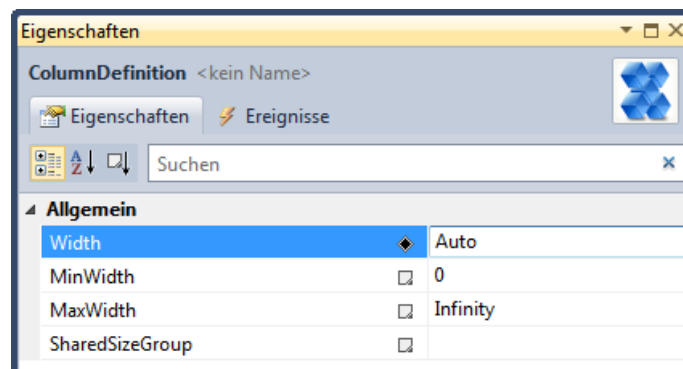 Eigenschaften
ColumnDefinition <kein Name>
Eigenschaften Ereignisse
A Z Suchen
Allgemein
Width Auto
MinWidth 0
MaxWidth Infinity
SharedSizeGroup